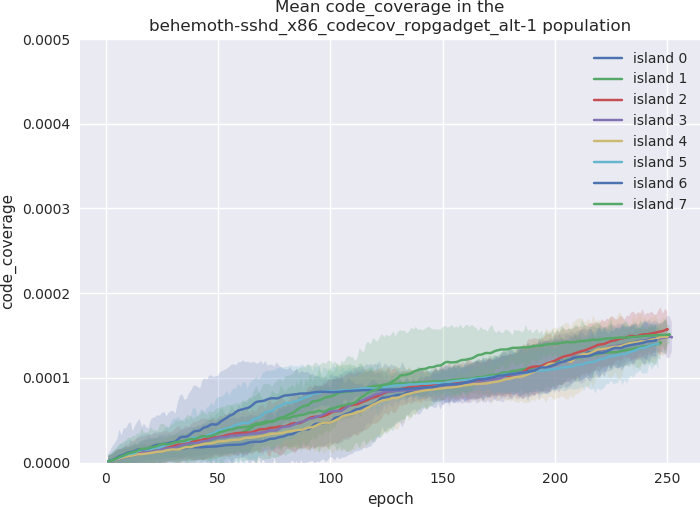 Mean code_coverage in the
behemoth-sshd_x86_codecov_ropgadget_alt-1 population
0.0005
0.0004
0.0003
0.0002
0.0001
0.0000
code_coverage
island 0
island 1
island 2
island 3
island 4
island 5
island 6
island 7
0
50
100
150
200
250
epoch